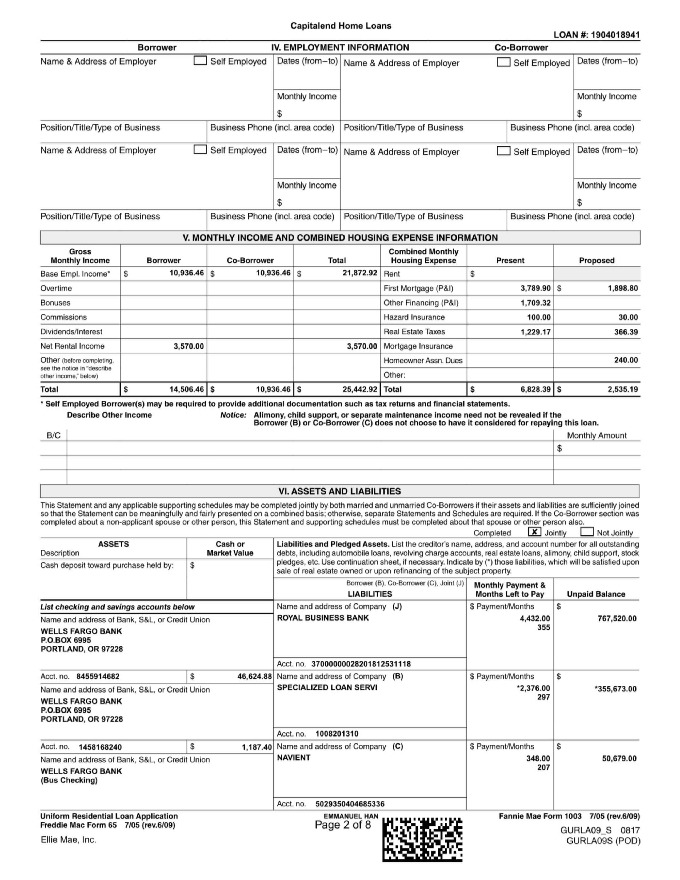 Capitalend Home Loans
LOAN #: 1904018941
Borrower IV. EMPLOYMENT INFORMATION Co-Borrower
Name & Address of Employer Self Employed Dates (from–to) Name & Address of Employer Self Employed Dates (from–to)
Monthly Income Monthly Income
$ $
Position/Title/Type of Business Business Phone (incl. area code) Position/Title/Type of Business Business Phone (incl. area code)
Name & Address of Employer Self Employed Dates (from–to) Name & Address of Employer Self Employed Dates (from–to)
Monthly Income Monthly Income
$ $
Position/Title/Type of Business Business Phone (incl. area code) Position/Title/Type of Business Business Phone (incl. area code)
V. MONTHLY INCOME AND COMBINED HOUSING EXPENSE INFORMATION
Gross Combined Monthly
Monthly Income Borrower Co-Borrower Total Housing Expense Present Proposed
Base Empl. Income* $ 10,936.46 $ 10,936.46 $ 21,872.92 Rent $
Overtime First Mortgage (P&I) 3,789.90 $ 1,898.80
Bonuses Other Financing (P&I) 1,709.32
Commissions Hazard Insurance 100.00 30.00
Dividends/Interest Real Estate Taxes 1,229.17 366.39
Net Rental Income 3,570.00 3,570.00 Mortgage Insurance
Other (before completing, Homeowner Assn. Dues 240.00
see the notice in "describe
other income," below) Other:
Total $ 14,506.46 $ 10,936.46 $ 25,442.92 Total $ 6,828.39 $ 2,535.19
* Self Employed Borrower(s) may be required to provide additional documentation such as tax returns and financial statements.
Describe Other Income Notice: Alimony, child support, or separate maintenance income need not be revealed if the
Borrower (B) or Co-Borrower (C) does not choose to have it considered for repaying this loan.
B/C Monthly Amount
$
VI. ASSETS AND LIABILITIES
This Statement and any applicable supporting schedules may be completed jointly by both married and unmarried Co-Borrowers if their assets and liabilities are sufficiently joined
so that the Statement can be meaningfully and fairly presented on a combined basis; otherwise, separate Statements and Schedules are required. If the Co-Borrower section was
completed about a non-applicant spouse or other person, this Statement and supporting schedules must be completed about that spouse or other person also.
Completed X Jointly Not Jointly
ASSETS Cash or Liabilities and Pledged Assets. List the creditor's name, address, and account number for all outstanding
Description Market Value debts, including automobile loans, revolving charge accounts, real estate loans, alimony, child support, stock
Cash deposit toward purchase held by: $ pledges, etc. Use continuation sheet, if necessary. Indicate by (*) those liabilities, which will be satisfied upon
sale of real estate owned or upon refinancing of the subject property.
Borrower (B), Co-Borrower (C), Joint (J) Monthly Payment &
LIABILITIES Months Left to Pay Unpaid Balance
List checking and savings accounts below Name and address of Company (J) $ Payment/Months $
Name and address of Bank, S&L, or Credit Union ROYAL BUSINESS BANK 4,432.00 767,520.00
WELLS FARGO BANK 355
P.O.BOX 6995
PORTLAND, OR 97228
Acct. no. 37000000028201812531118
Acct. no. 8455914682 $ 46,624.88 Name and address of Company (B) $ Payment/Months $
Name and address of Bank, S&L, or Credit Union SPECIALIZED LOAN SERVI *2,376.00 *355,673.00
WELLS FARGO BANK 297
P.O.BOX 6995
PORTLAND, OR 97228
Acct. no. 1008201310
Acct. no. 1458168240 $ 1,187.40 Name and address of Company (C) $ Payment/Months $
Name and address of Bank, S&L, or Credit Union NAVIENT 348.00 50,679.00
WELLS FARGO BANK 207
(Bus Checking)
Acct. no. 5029350404685336
Uniform Residential Loan Application EMMANUEL HAN Fannie Mae Form 1003 7/05 (rev.6/09)
Freddie Mac Form 65 7/05 (rev.6/09) Page 2 of 8
GURLA09_S 0817
Ellie Mae, Inc. GURLA09S (POD)